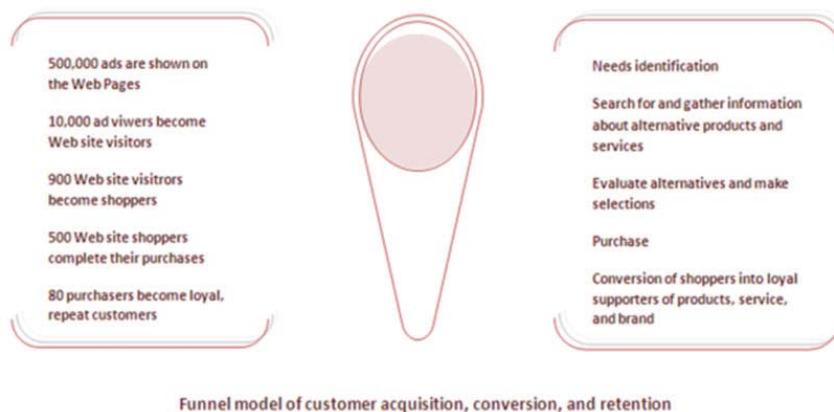 500,000 ads are shown on
the Web Pages
10,000 ad viwers become
Web site visitors
900 Web site visitrors
become shoppers
500 Web site shoppers
complete their purchases
80 purchasers become loyal,
repeat customers
Needs identification
Search for and gather information
about alternative products and
services
Evaluate alternatives and make
selections
Purchase
Conversion of shoppers into loyal
supporters of products, service,
and brand
Funnel model of customer acquisition, conversion, and retention